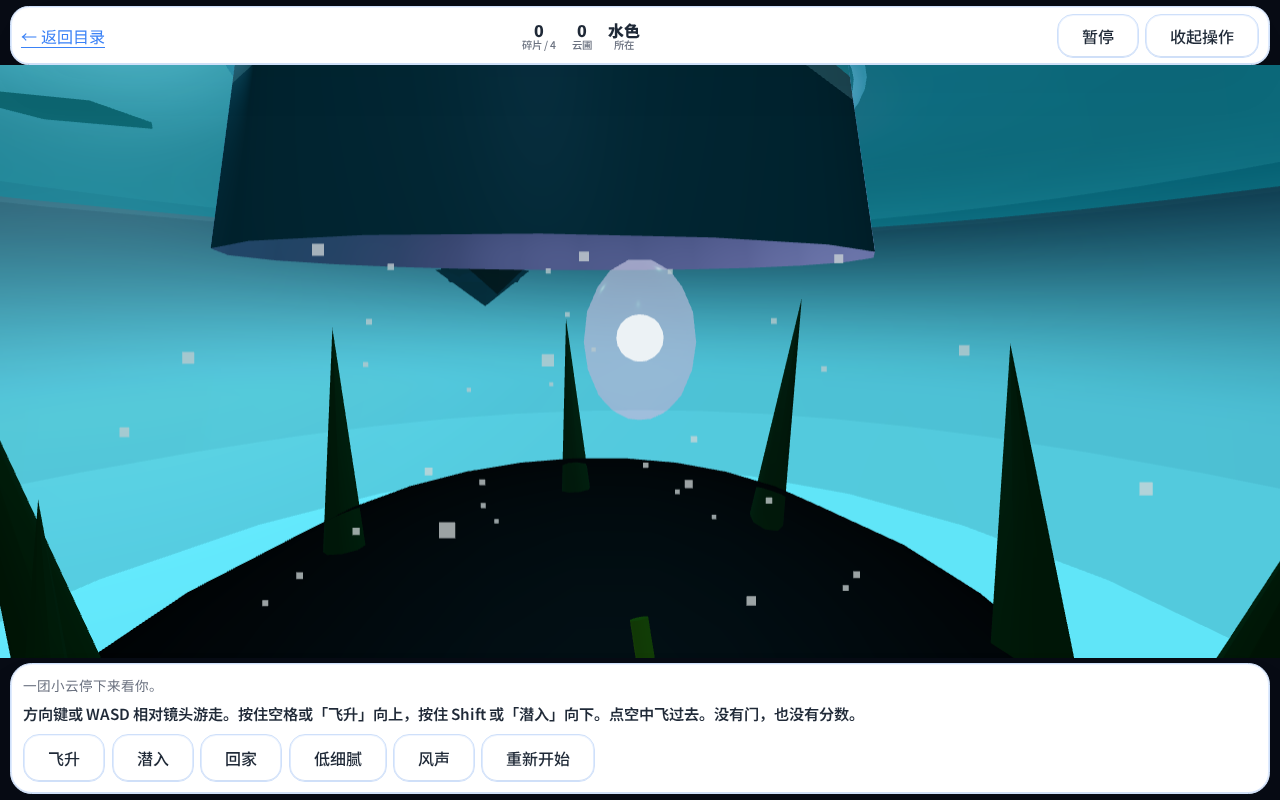 ← 返回目录
0 0 水色
碎片 / 4 云圃 所在
暂停 收起操作
一团小云停下来看你。
方向键或 WASD 相对镜头游走。按住空格或「飞升」向上，按住 Shift 或「潜入」向下。点空中飞过去。没有门，也没有分数。
飞升 潜入 回家 低细腻 风声 重新开始